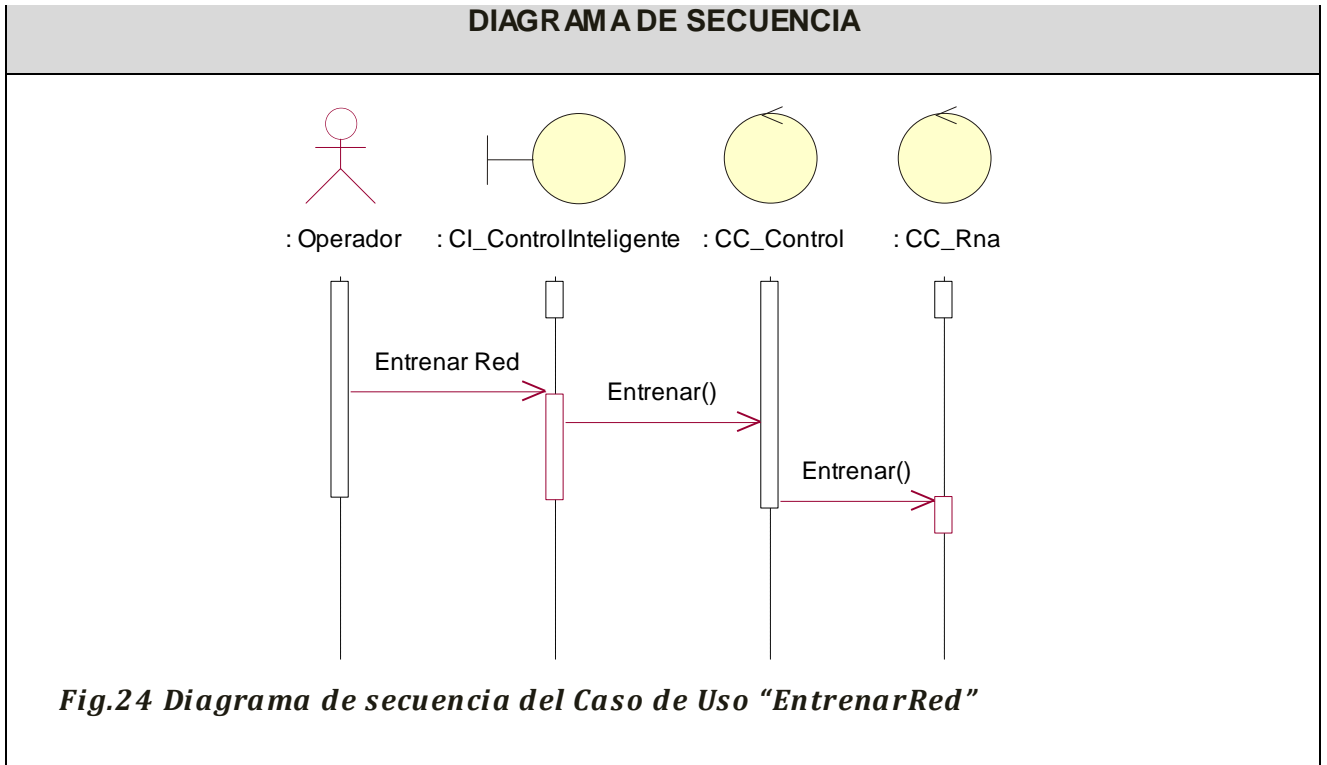 DIAGRAMA DE SECUENCIA
: Operador : CI_ControlInteligente : CC_Control : CC_Rna
Entrenar Red
Entrenar()
Entrenar()
Fig.24 Diagrama de secuencia del Caso de Uso “EntrenarRed”